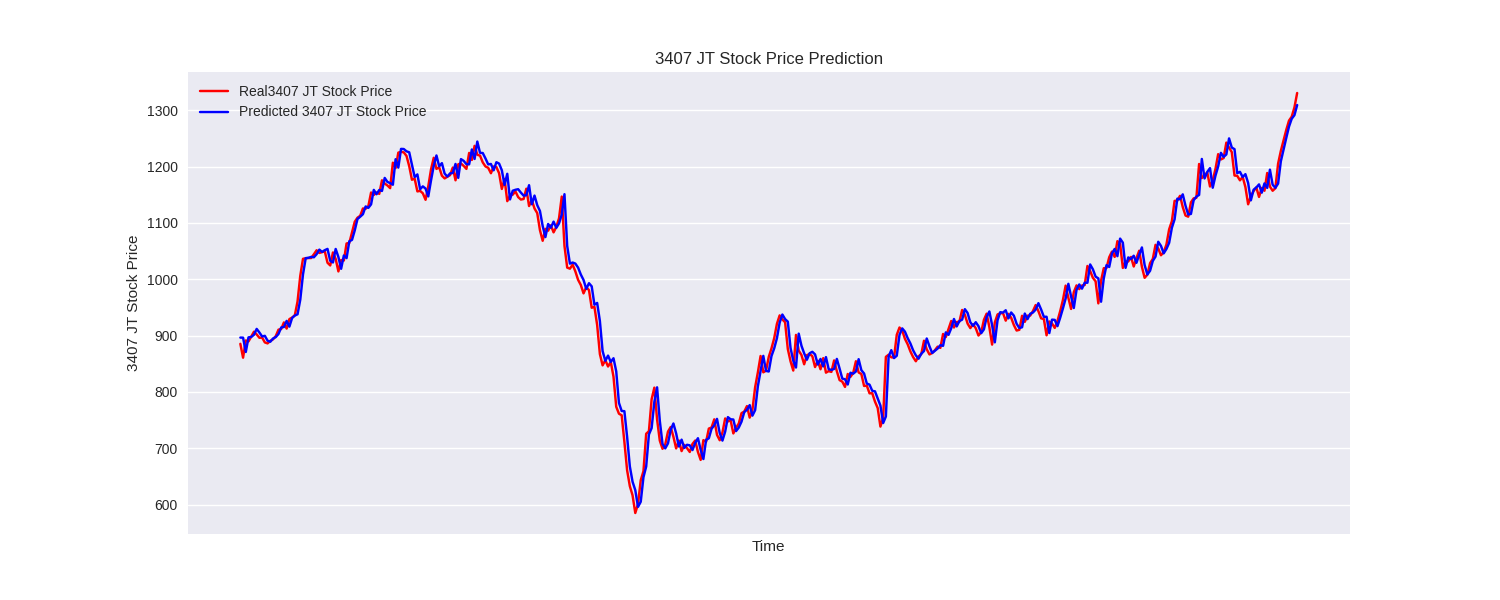 3407 JT Stock Price Prediction
Real3407 JT Stock Price
Predicted 3407 JT Stock Price
3407 JT Stock Price
1300
1200
1100
1000
900
800
700
600
Time